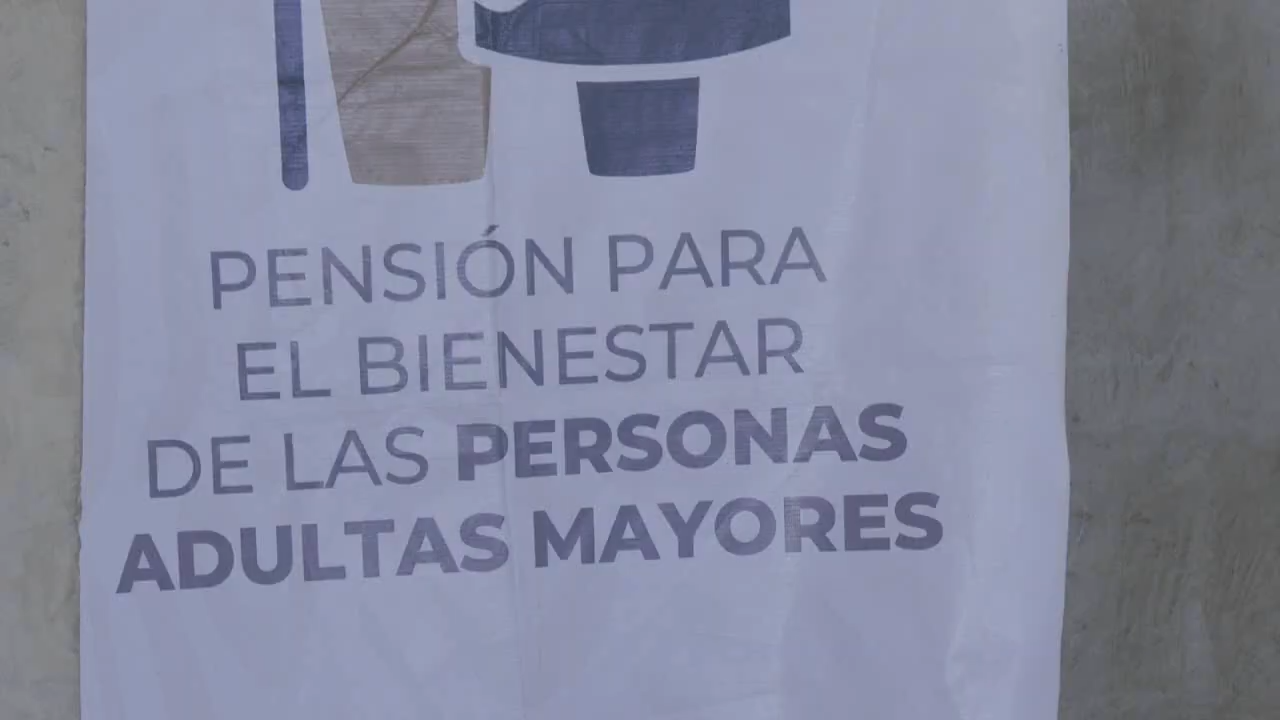 PENSIÓN PARA
EL BIENESTAR
DE LAS PERSONAS
ADULTAS MAYORES